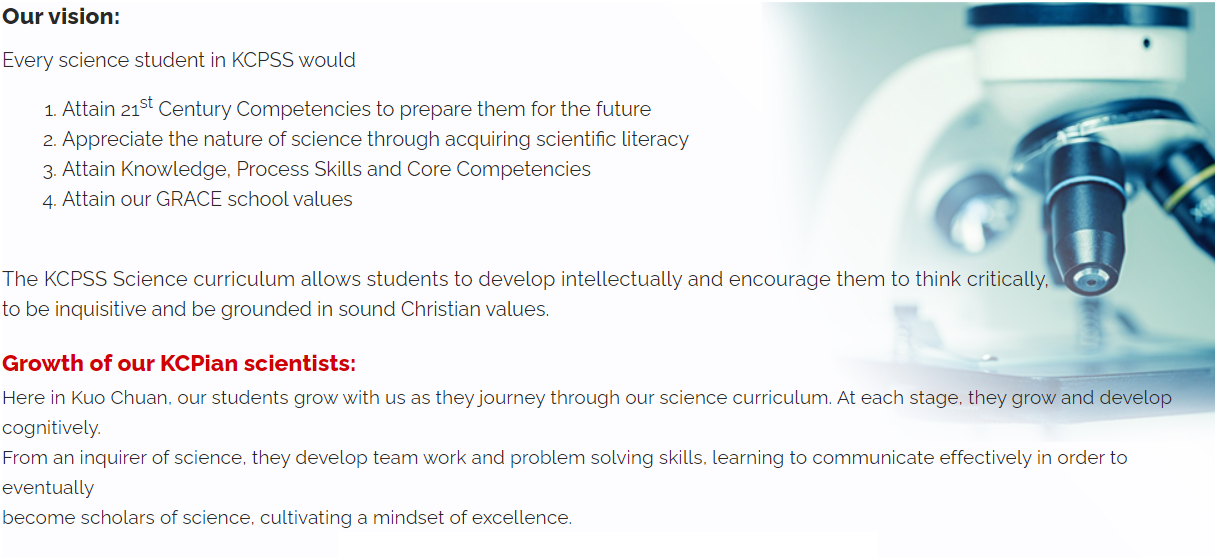 Our vision:
Every science student in KCPSS would
1. Attain 21st Century Competencies to prepare them for the future
2. Appreciate the nature of science through acquiring scientific literacy
3. Attain Knowledge, Process Skills and Core Competencies
4. Attain our GRACE school values
The KCPSS Science curriculum allows students to develop intellectually and encourage them to think critically,
to be inquisitive and be grounded in sound Christian values.
Growth of our KCPian scientists:
Here in Kuo Chuan, our students grow with us as they journey through our science curriculum. At each stage, they grow and develop
cognitively.
From an inquirer of science, they develop team work and problem solving skills, learning to communicate effectively in order to
eventually
become scholars of science, cultivating a mindset of excellence.